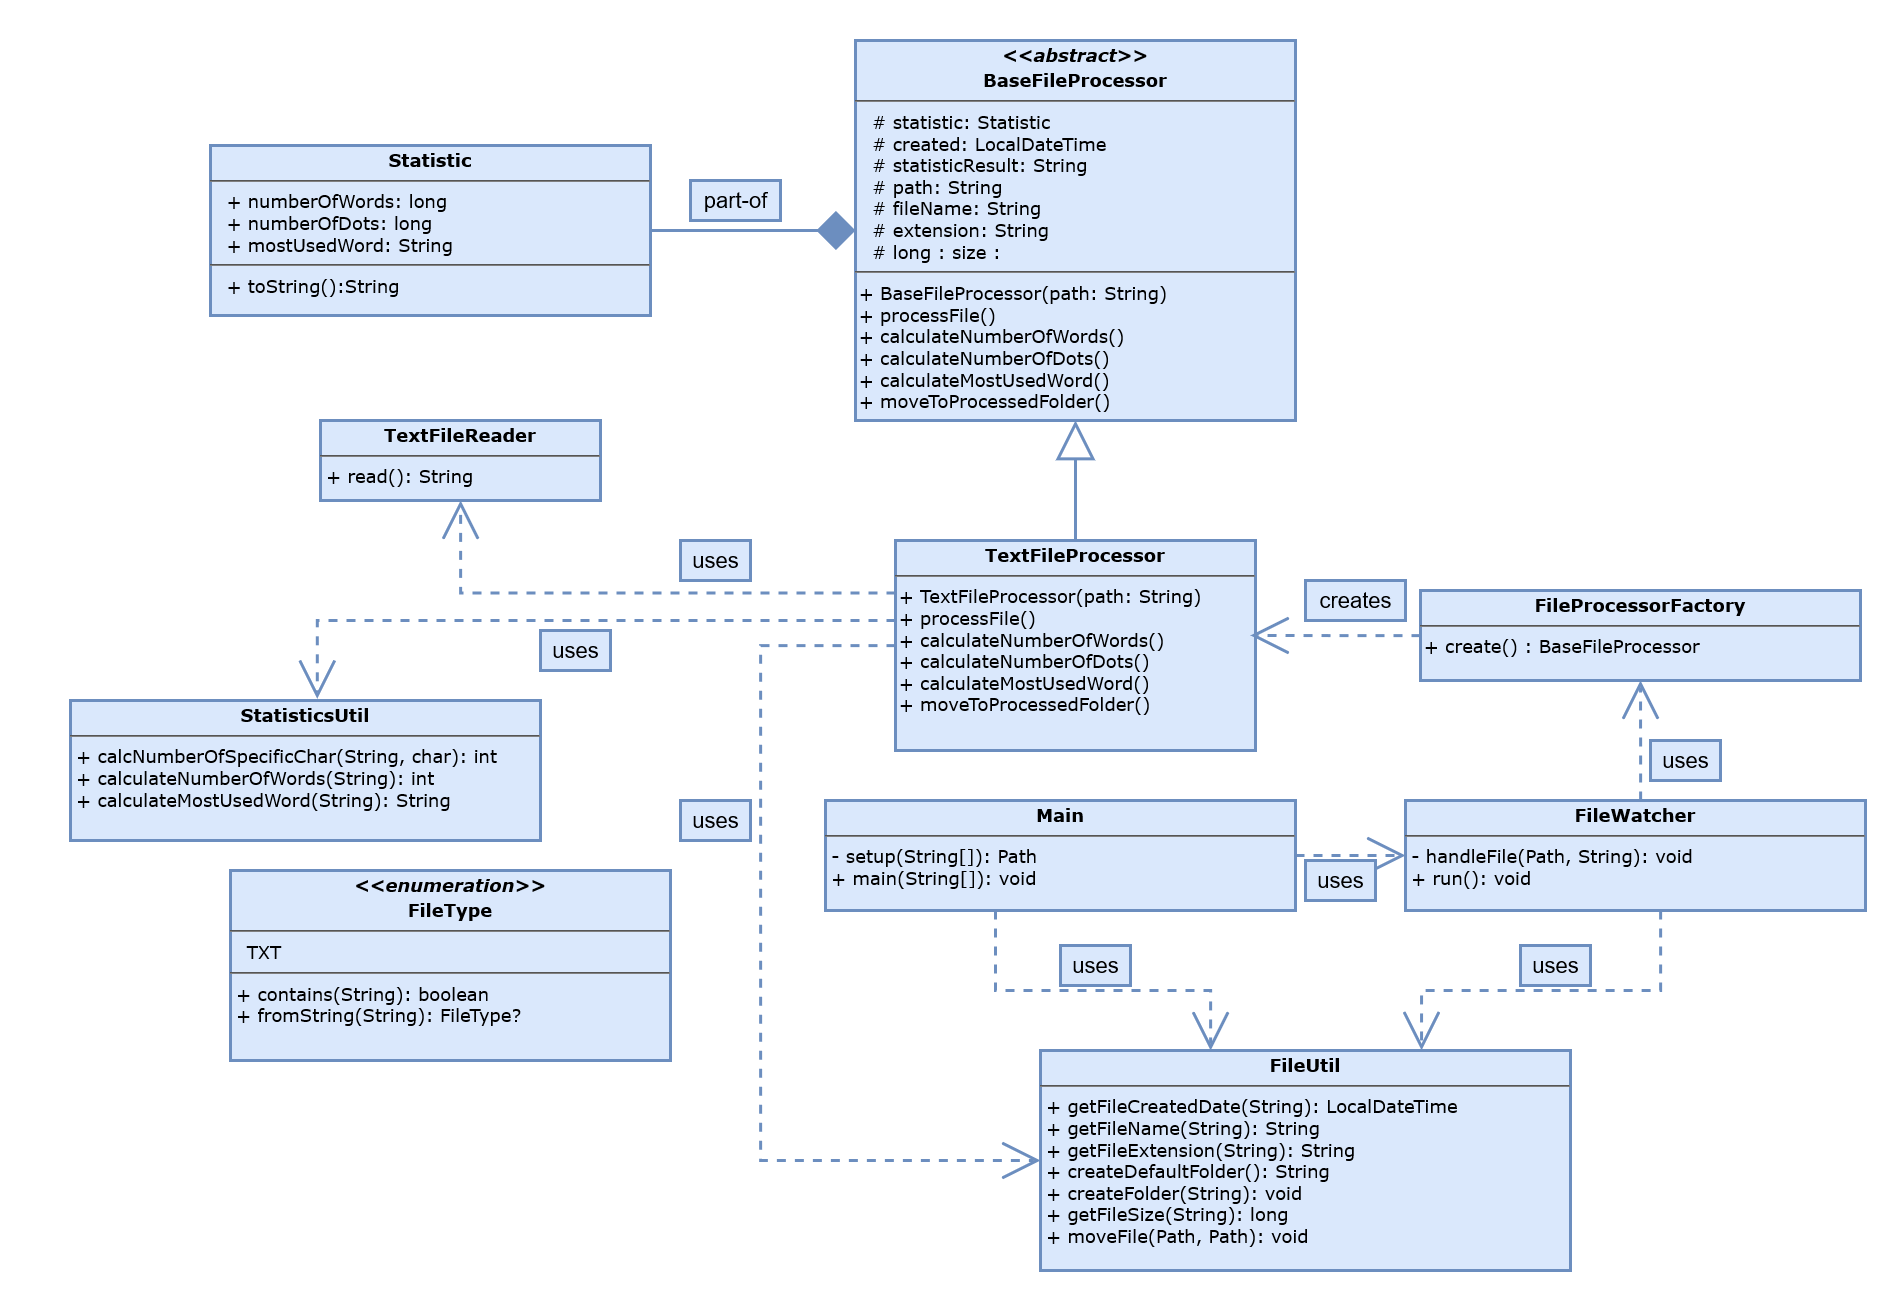 <<abstract>>
BaseFileProcessor
# statistic: Statistic
# created: LocalDateTime
# statisticResult: String
# path: String
# fileName: String
# extension: String
# long : size :
+ BaseFileProcessor(path: String)
+ processFile()
+ calculateNumberOfWords()
+ calculateNumberOfDots()
+ calculateMostUsedWord()
+ moveToProcessedFolder()
Statistic
+ numberOfWords: long
+ numberOfDots: long
+ mostUsedWord: String
+ toString():String
part-of
TextFileReader
+ read(): String
uses
TextFileProcessor
+ TextFileProcessor(path: String)
+ processFile()
+ calculateNumberOfWords()
+ calculateNumberOfDots()
+ calculateMostUsedWord()
+ moveToProcessedFolder()
creates
FileProcessorFactory
+ create() : BaseFileProcessor
uses
StatisticsUtil
+ calcNumberOfSpecificChar(String, char): int
+ calculateNumberOfWords(String): int
+ calculateMostUsedWord(String): String
uses
uses
Main
- setup(String[]): Path
+ main(String[]): void
uses
FileWatcher
- handleFile(Path, String): void
+ run(): void
<<enumeration>>
FileType
TXT
+ contains(String): boolean
+ fromString(String): FileType?
uses
uses
FileUtil
+ getFileCreatedDate(String): LocalDateTime
+ getFileName(String): String
+ getFileExtension(String): String
+ createDefaultFolder(): String
+ createFolder(String): void
+ getFileSize(String): long
+ moveFile(Path, Path): void